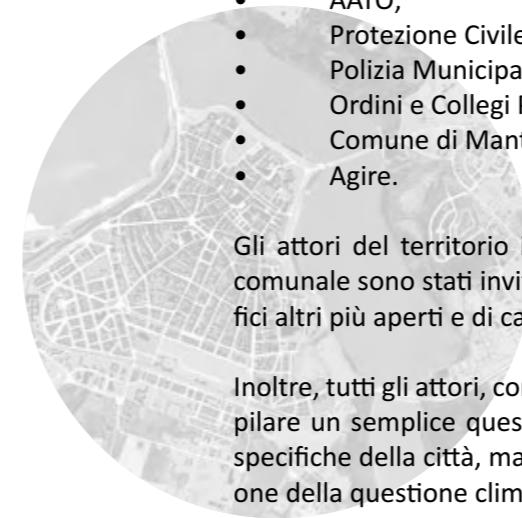 • AATO,
• Protezione Civile
• Polizia Municipa
• Ordini e Collegi
• Comune di Mant
• Agire.
Gli attori del territorio
comunale sono stati invi
fici altri più aperti e di ca
Inoltre, tutti gli attori, co
pilare un semplice ques
specifiche della città, ma
one della questione clim